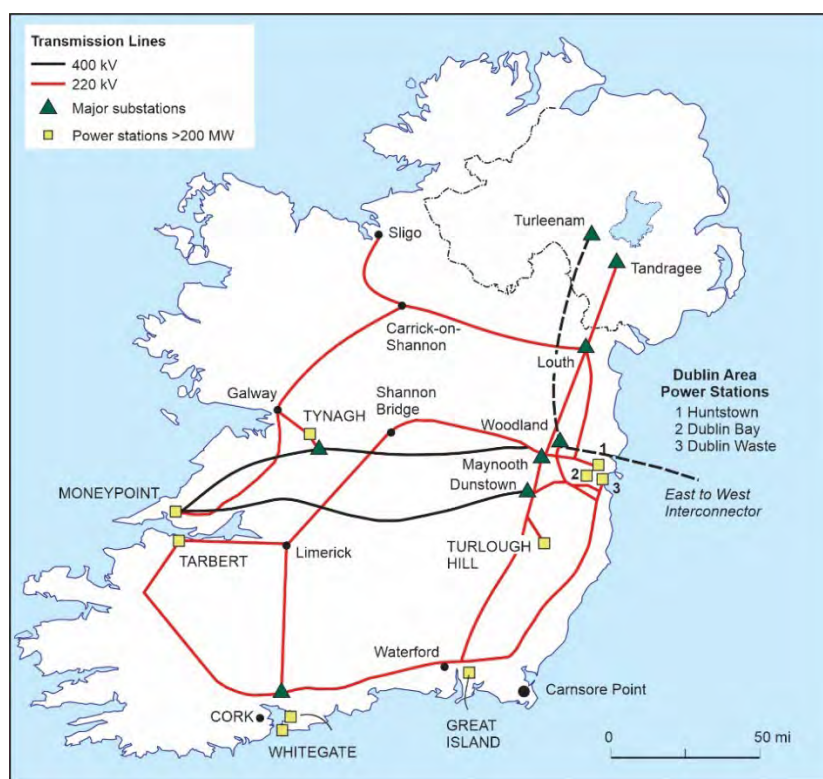 Transmission Lines
400 kV
220 kV
Major substations
Power stations >200 MW
Turleenam
Sligo
Tandragee
Carrick-on-
Shannon
Louth
Dublin Area
Power Stations
1 Huntstown
2 Dublin Bay
3 Dublin Waste
Galway
Shannon
Bridge
TYNAGH
Woodland
1
Maynooth
2
3
Dunstown
MONEYPOINT
East to West
Interconnector
TARBERT
Limerick
TURLOUGH
HILL
Waterford
Carnsore Point
CORK
WHITEGATE
GREAT
ISLAND
0
50 mi